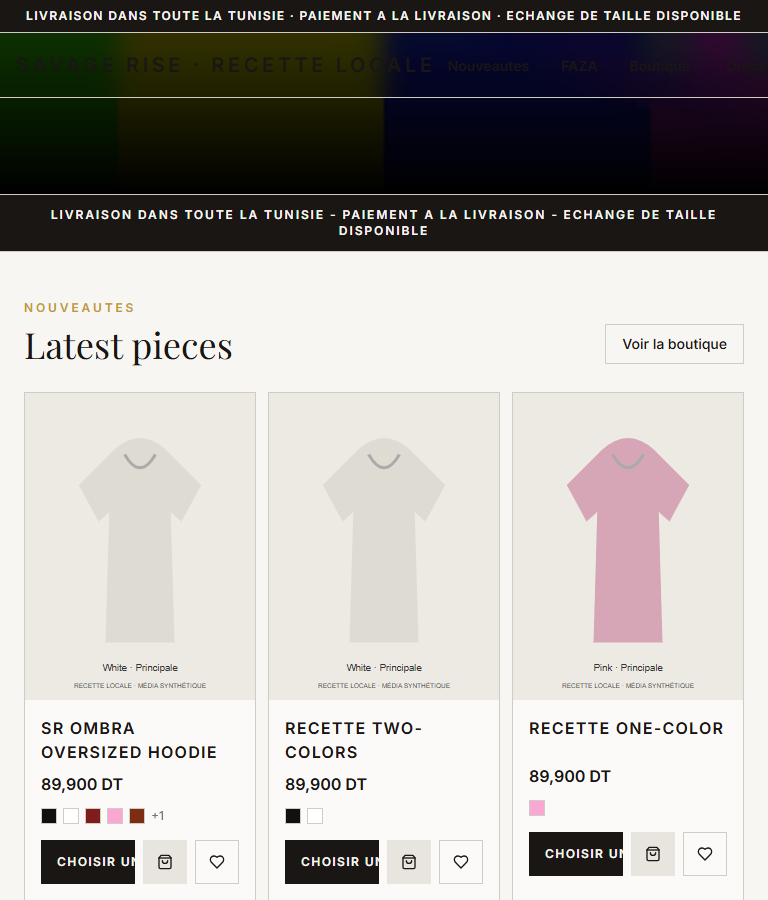 LIVRAISON DANS TOUTE LA TUNISIE · PAIEMENT A LA LIVRAISON · ECHANGE DE TAILLE DISPONIBLE
SAVAGE RISE · RECETTE LOCALE Nouveautes FAZA Boutique
LIVRAISON DANS TOUTE LA TUNISIE - PAIEMENT A LA LIVRAISON - ECHANGE DE TAILLE
DISPONIBLE
NOUVEAUTES
Latest pieces
Voir la boutique
White · Principale
RECETTE LOCALE · MÉDIA SYNTHÉTIQUE
White · Principale
RECETTE LOCALE · MÉDIA SYNTHÉTIQUE
Pink · Principale
RECETTE LOCALE · MÉDIA SYNTHÉTIQUE
SR OMBRA
OVERSIZED HOODIE
89,900 DT
+1
CHOISIR UN
RECETTE TWO-
COLORS
89,900 DT
CHOISIR UN
RECETTE ONE-COLOR
89,900 DT
CHOISIR UN